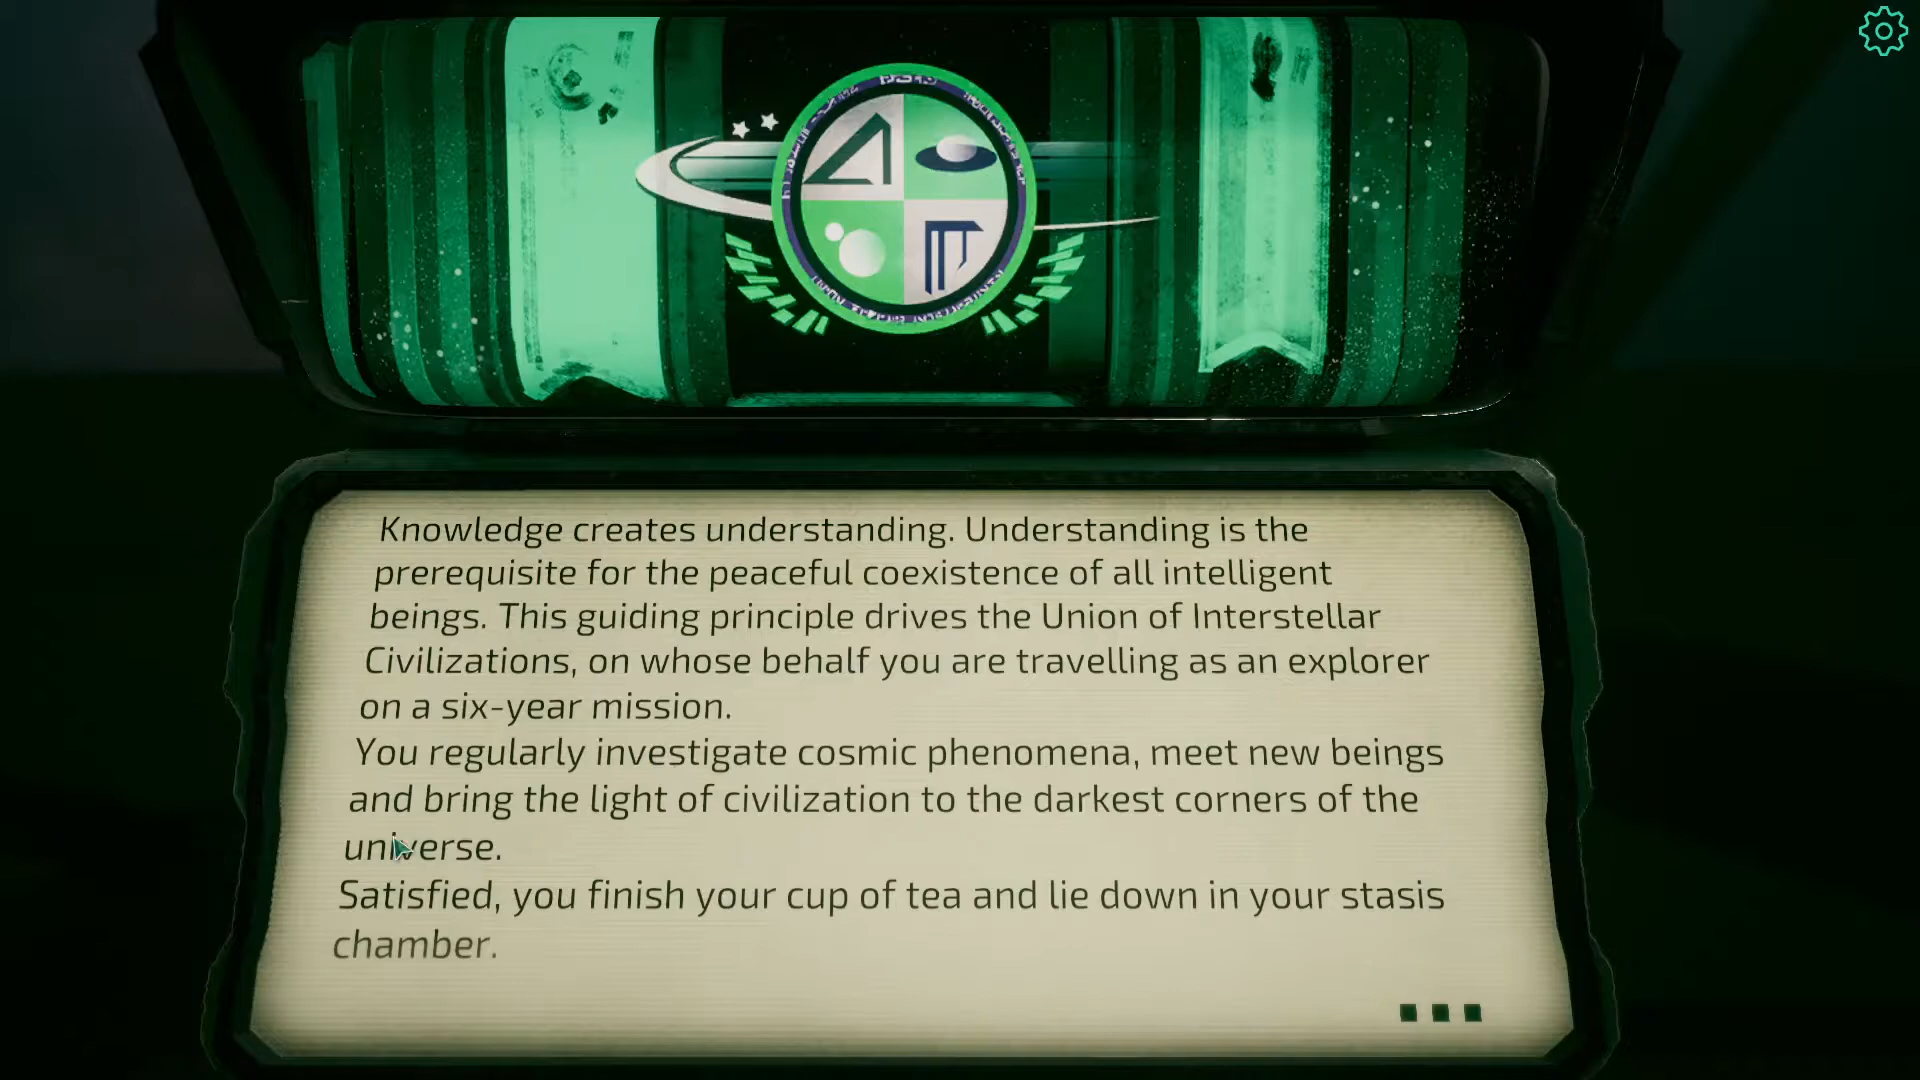 Knowledge creates understanding. Understanding is the
prerequisite for the peaceful coexistence of all intelligent
beings. This guiding principle drives the Union of Interstellar
Civilizations, on whose behalf you are travelling as an explorer
on a six-year mission.
You regularly investigate cosmic phenomena, meet new beings
and bring the light of civilization to the darkest corners of the
universe.
Satisfied, you finish your cup of tea and lie down in your stasis
chamber.